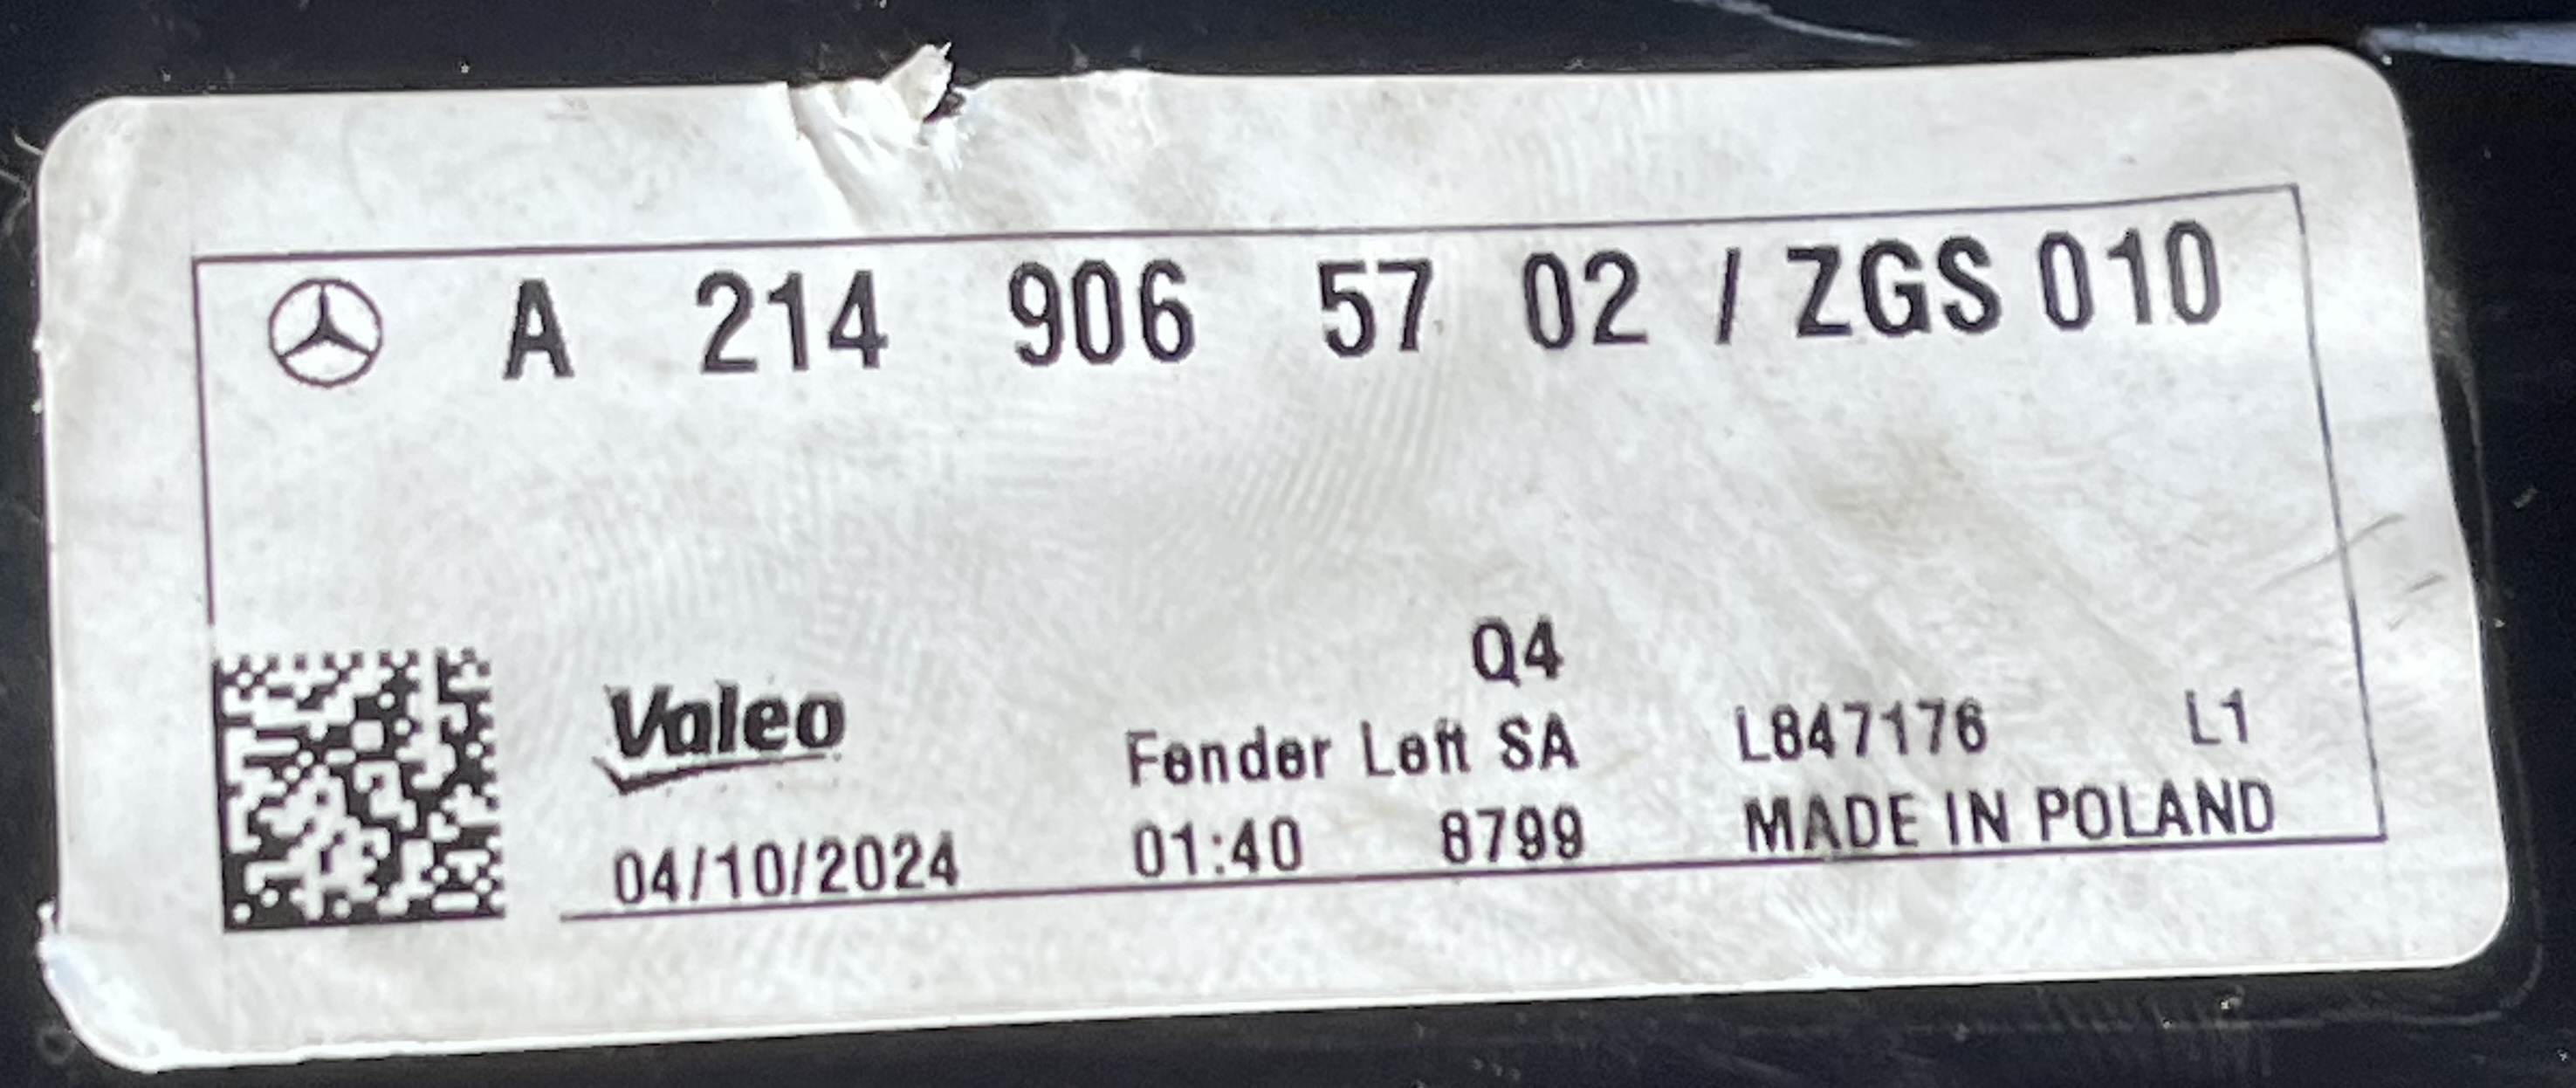 A 214 906 57 02 / ZGS 010
Q4
Valeo Fender Left SA L847176 L1
04/10/2024 01:40 8799 MADE IN POLAND